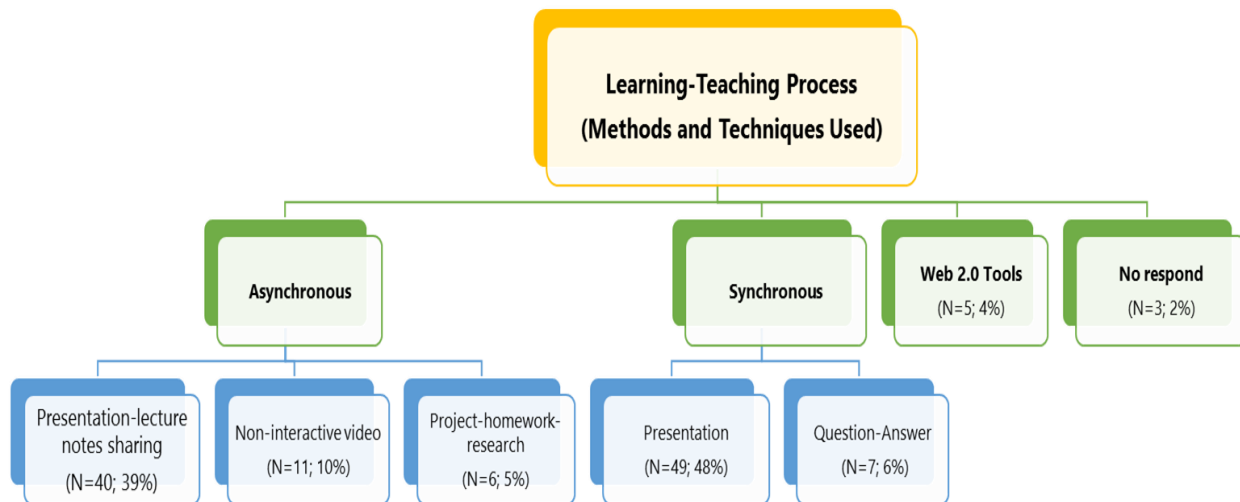 Learning-Teaching Process
(Methods and Techniques Used)
Asynchronous
Synchronous
Web 2.0 Tools
(N=5; 4%)
No respond
(N=3; 2%)
Presentation-lecture
notes sharing
(N=40; 39%)
Non-interactive video
(N=11; 10%)
Project-homework-
research
(N=6; 5%)
Presentation
(N=49; 48%)
Question-Answer
(N=7; 6%)